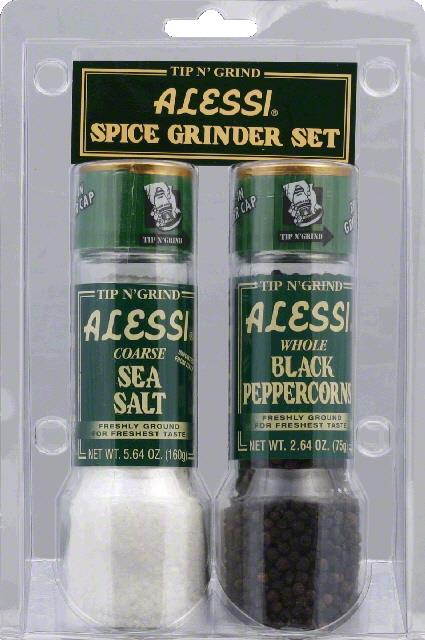 TIP N' GRIND
ALESSI®
SPICE GRINDER SET
IN
CAP
TIP N'GRIND
TIP N'GRIND
TIP N'GRIND
ALESSI
COARSE
SEA
SALT
FRESHLY GROUND
FOR FRESHEST TASTE
NET WT. 5.64 OZ. (160g)
TIP N'GRIND
ALESSI
WHOLE
BLACK
PEPPERCORNS
FRESHLY GROUND
FOR FRESHEST TASTE
NET WT. 2.64 OZ. (75g)